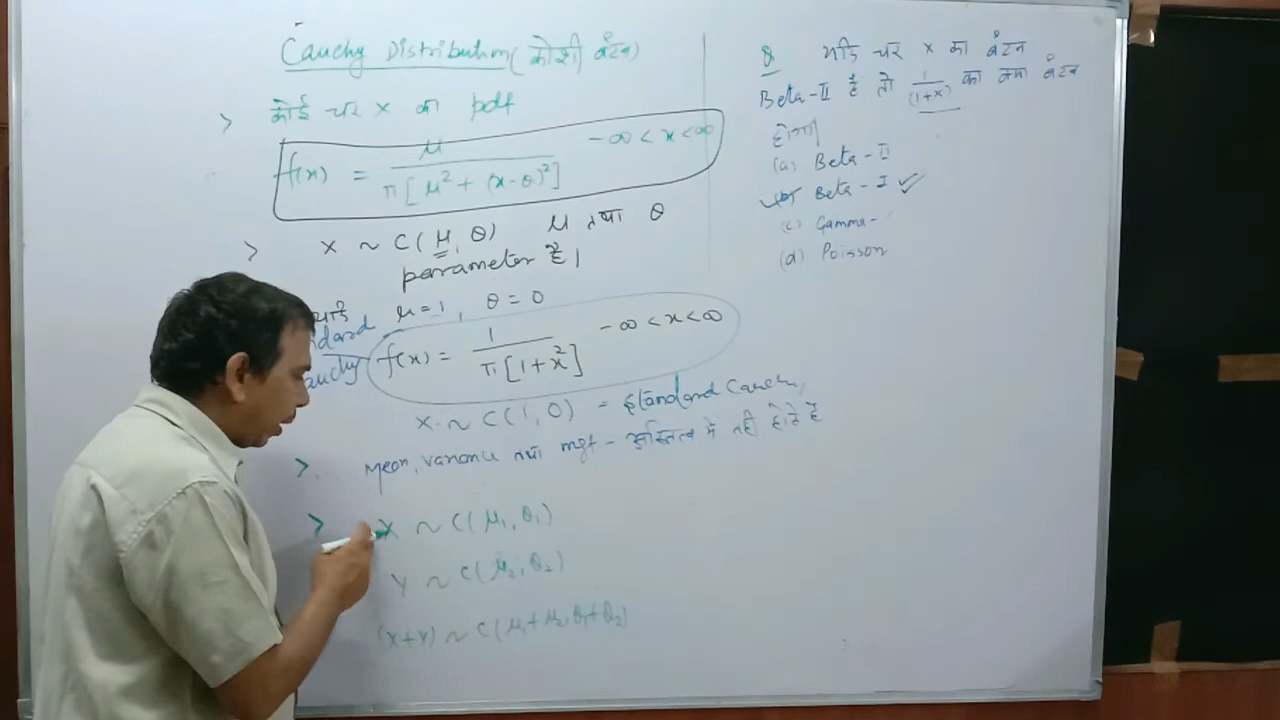 Cauchy Distribution (कोशी बंटन)
> कोई चर X का pdf
f(x) = μ / π[μ² + (x-θ)²] -∞ < x < ∞
> X ~ C(μ, θ) μ तथा θ
parameter है।
यदि μ=1, θ=0
f(x) = 1 / π[1+x²] -∞ < x < ∞
X ~ C(1, 0) = Standard Cauchy
> Mean, Variance तथा mgf - अस्तित्व में नही होते है
> X ~ C(μ₁, θ₁)
Y ~ C(μ₂, θ₂)
(X+Y) ~ C(μ₁+μ₂, θ₁+θ₂)
Q यदि चर X का बंटन
Beta-II है तो 1/(1+X) का क्या बंटन
होगा
(a) Beta-II
Beta-I ✓
(c) Gamma-
(d) Poisson